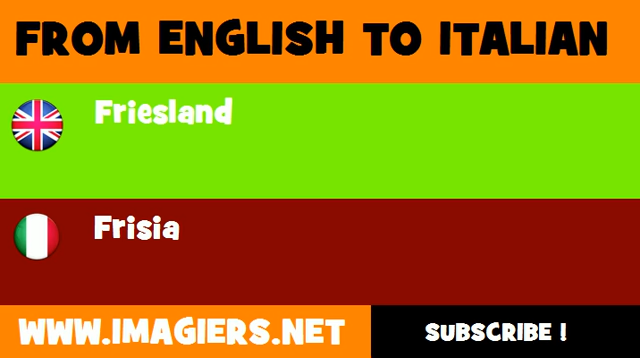 FROM ENGLISH TO ITALIAN
Friesland
Frisia
WWW.IMAGIERS.NET
SUBSCRIBE !